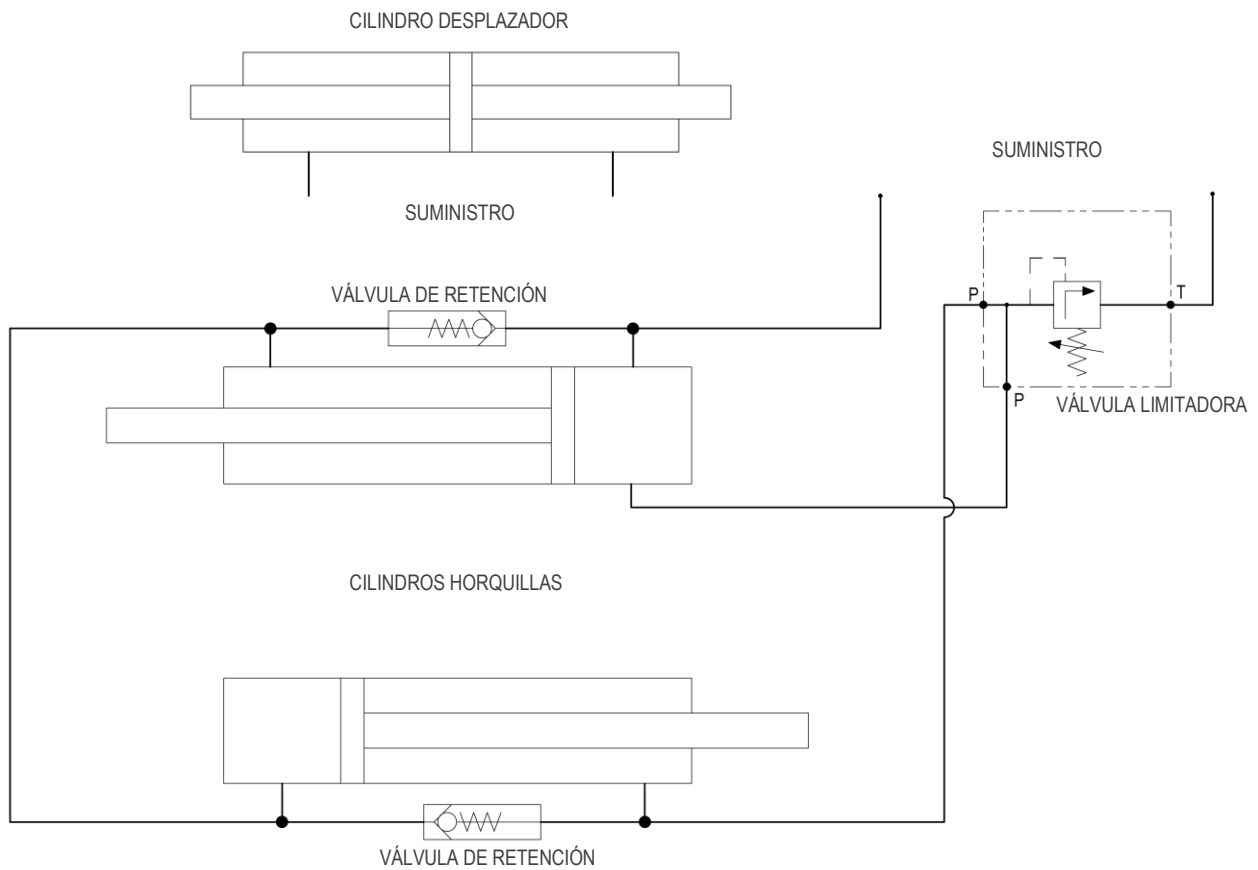 CILINDRO DESPLAZADOR
SUMINISTRO
SUMINISTRO
VÁLVULA DE RETENCIÓN
P
T
P
VÁLVULA LIMITADORA
CILINDROS HORQUILLAS
VÁLVULA DE RETENCIÓN